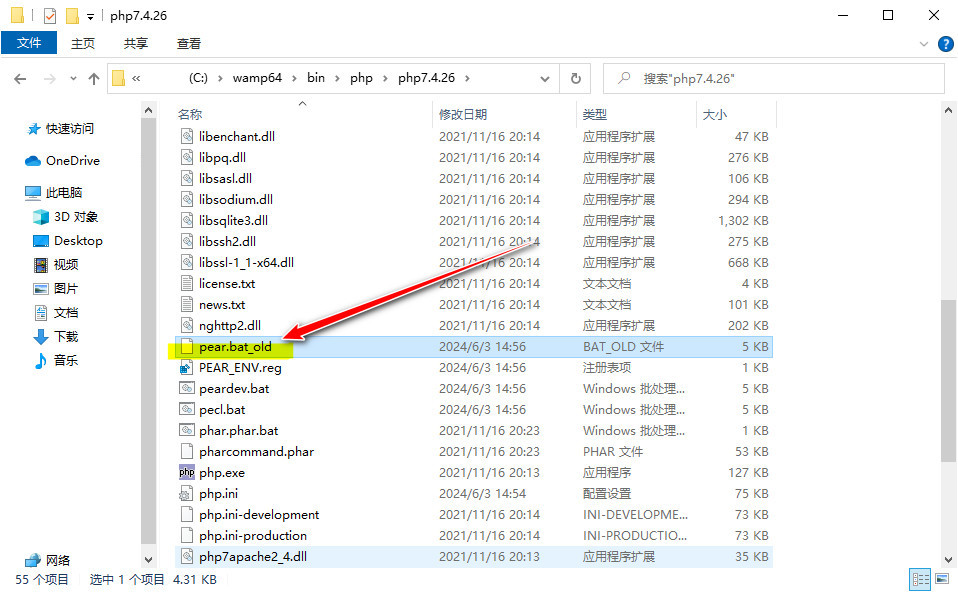 php7.4.26
文件 主页 共享 查看
« (C:) › wamp64 › bin › php › php7.4.26 › 搜索"php7.4.26"
名称 修改日期 类型 大小
快速访问
OneDrive
此电脑
3D 对象
Desktop
视频
图片
文档
下载
音乐
网络
libenchant.dll 2021/11/16 20:14 应用程序扩展 47 KB
libpq.dll 2021/11/16 20:14 应用程序扩展 276 KB
libsasl.dll 2021/11/16 20:14 应用程序扩展 106 KB
libsodium.dll 2021/11/16 20:14 应用程序扩展 294 KB
libsqlite3.dll 2021/11/16 20:14 应用程序扩展 1,302 KB
libssh2.dll 2021/11/16 20:14 应用程序扩展 275 KB
libssl-1_1-x64.dll 2021/11/16 20:14 应用程序扩展 668 KB
license.txt 2021/11/16 20:14 文本文档 4 KB
news.txt 2021/11/16 20:14 文本文档 101 KB
nghttp2.dll 2021/11/16 20:14 应用程序扩展 202 KB
pear.bat_old 2024/6/3 14:56 BAT_OLD 文件 5 KB
PEAR_ENV.reg 2024/6/3 14:56 注册表项 1 KB
peardev.bat 2024/6/3 14:56 Windows 批处理... 5 KB
pecl.bat 2024/6/3 14:56 Windows 批处理... 5 KB
phar.phar.bat 2021/11/16 20:23 Windows 批处理... 1 KB
pharcommand.phar 2021/11/16 20:23 PHAR 文件 53 KB
php.exe 2021/11/16 20:13 应用程序 127 KB
php.ini 2024/6/3 14:54 配置设置 75 KB
php.ini-development 2021/11/16 20:14 INI-DEVELOPME... 73 KB
php.ini-production 2021/11/16 20:14 INI-PRODUCTIO... 73 KB
php7apache2_4.dll 2021/11/16 20:13 应用程序扩展 35 KB
55 个项目 选中 1 个项目 4.31 KB